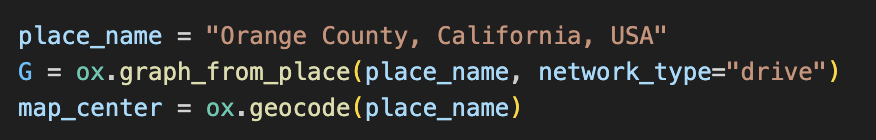 place_name = "Orange County, California, USA"
G = ox.graph_from_place(place_name, network_type="drive")
map_center = ox.geocode(place_name)